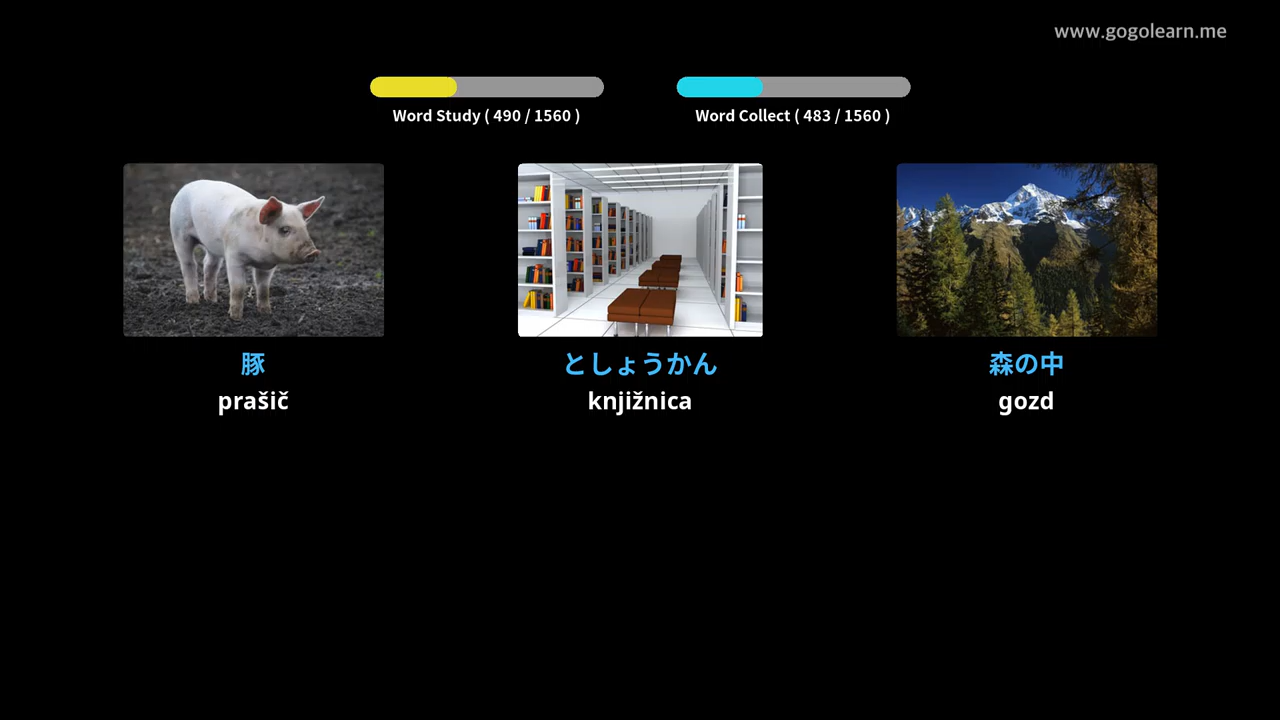 www.gogolearn.me
Word Study ( 490 / 1560 )
Word Collect ( 483 / 1560 )
豚
としょうかん
森の中
prašič
knjižnica
gozd